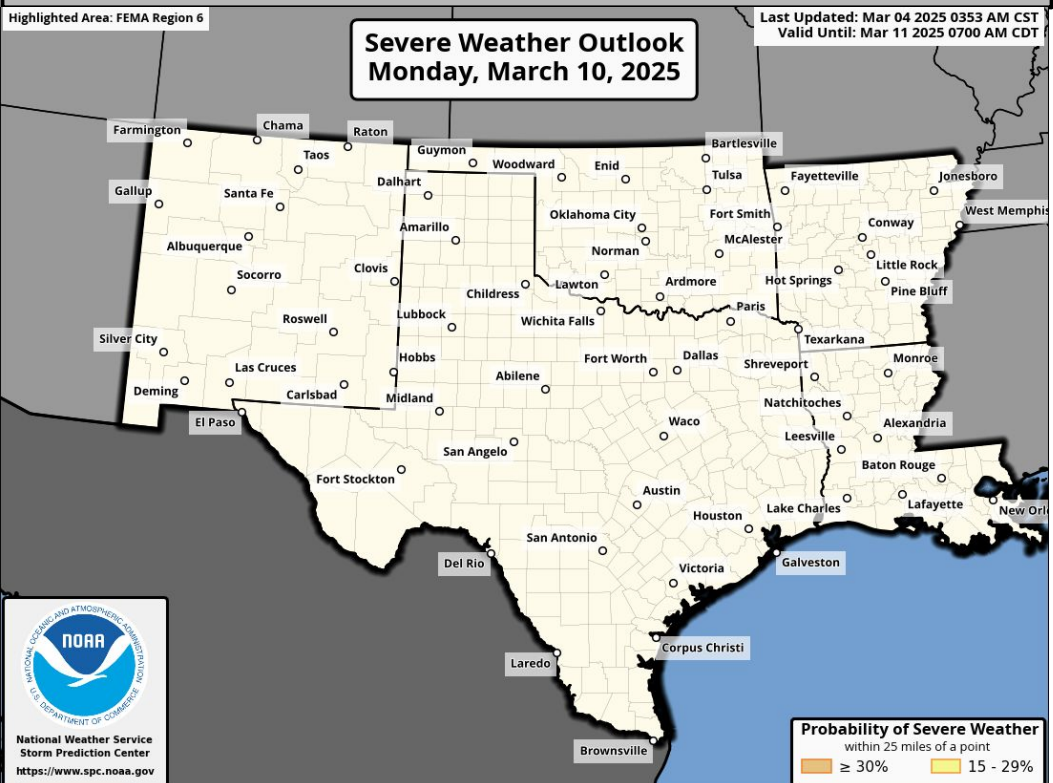 Highlighted Area: FEMA Region 6
Last Updated: Mar 04 2025 0353 AM CST
Valid Until: Mar 11 2025 0700 AM CDT
Severe Weather Outlook
Monday, March 10, 2025
Farmington
Chama
Raton
Taos
Guymon
Woodward
Enid
Bartlesville
Tulsa
Fayetteville
Jonesboro
Gallup
Santa Fe
Dalhart
Amarillo
Oklahoma City
Norman
Fort Smith
McAlester
Conway
West Memphis
Albuquerque
Socorro
Clovis
Childress
Lawton
Ardmore
Hot Springs
Little Rock
Pine Bluff
Roswell
Lubbock
Wichita Falls
Paris
Texarkana
Silver City
Las Cruces
Hobbs
Fort Worth
Dallas
Shreveport
Monroe
Deming
Carlsbad
Midland
Abilene
Natchitoches
El Paso
San Angelo
Waco
Leesville
Alexandria
Fort Stockton
Austin
Baton Rouge
Houston
Lake Charles
Lafayette
New Orle
Del Rio
San Antonio
Victoria
Galveston
Laredo
Corpus Christi
Brownsville
NATIONAL OCEANIC AND ATMOSPHERIC ADMINISTRATION
NOAA
U.S. DEPARTMENT OF COMMERCE
National Weather Service
Storm Prediction Center
https://www.spc.noaa.gov
Probability of Severe Weather
within 25 miles of a point
≥ 30%
15 - 29%